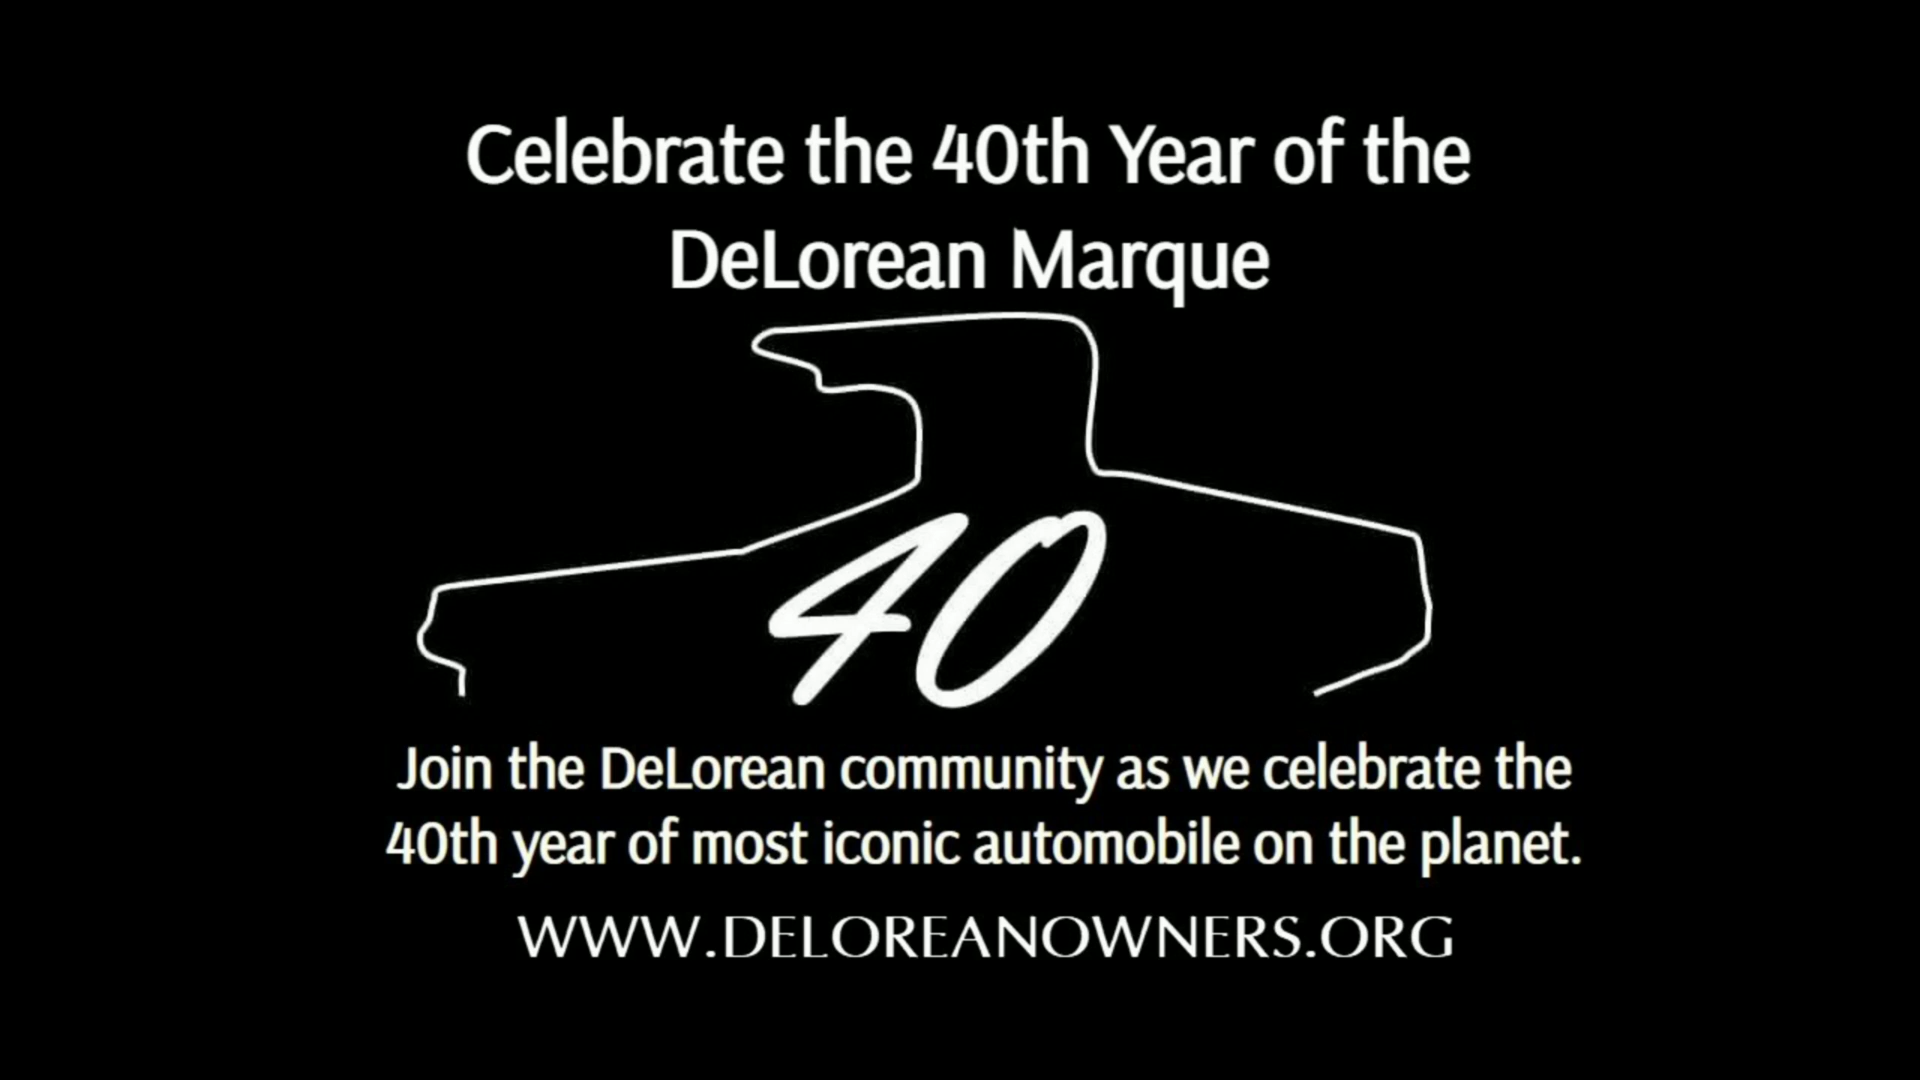 Celebrate the 40th Year of the
DeLorean Marque
40
Join the DeLorean community as we celebrate the
40th year of most iconic automobile on the planet.
WWW.DELOREANOWNERS.ORG